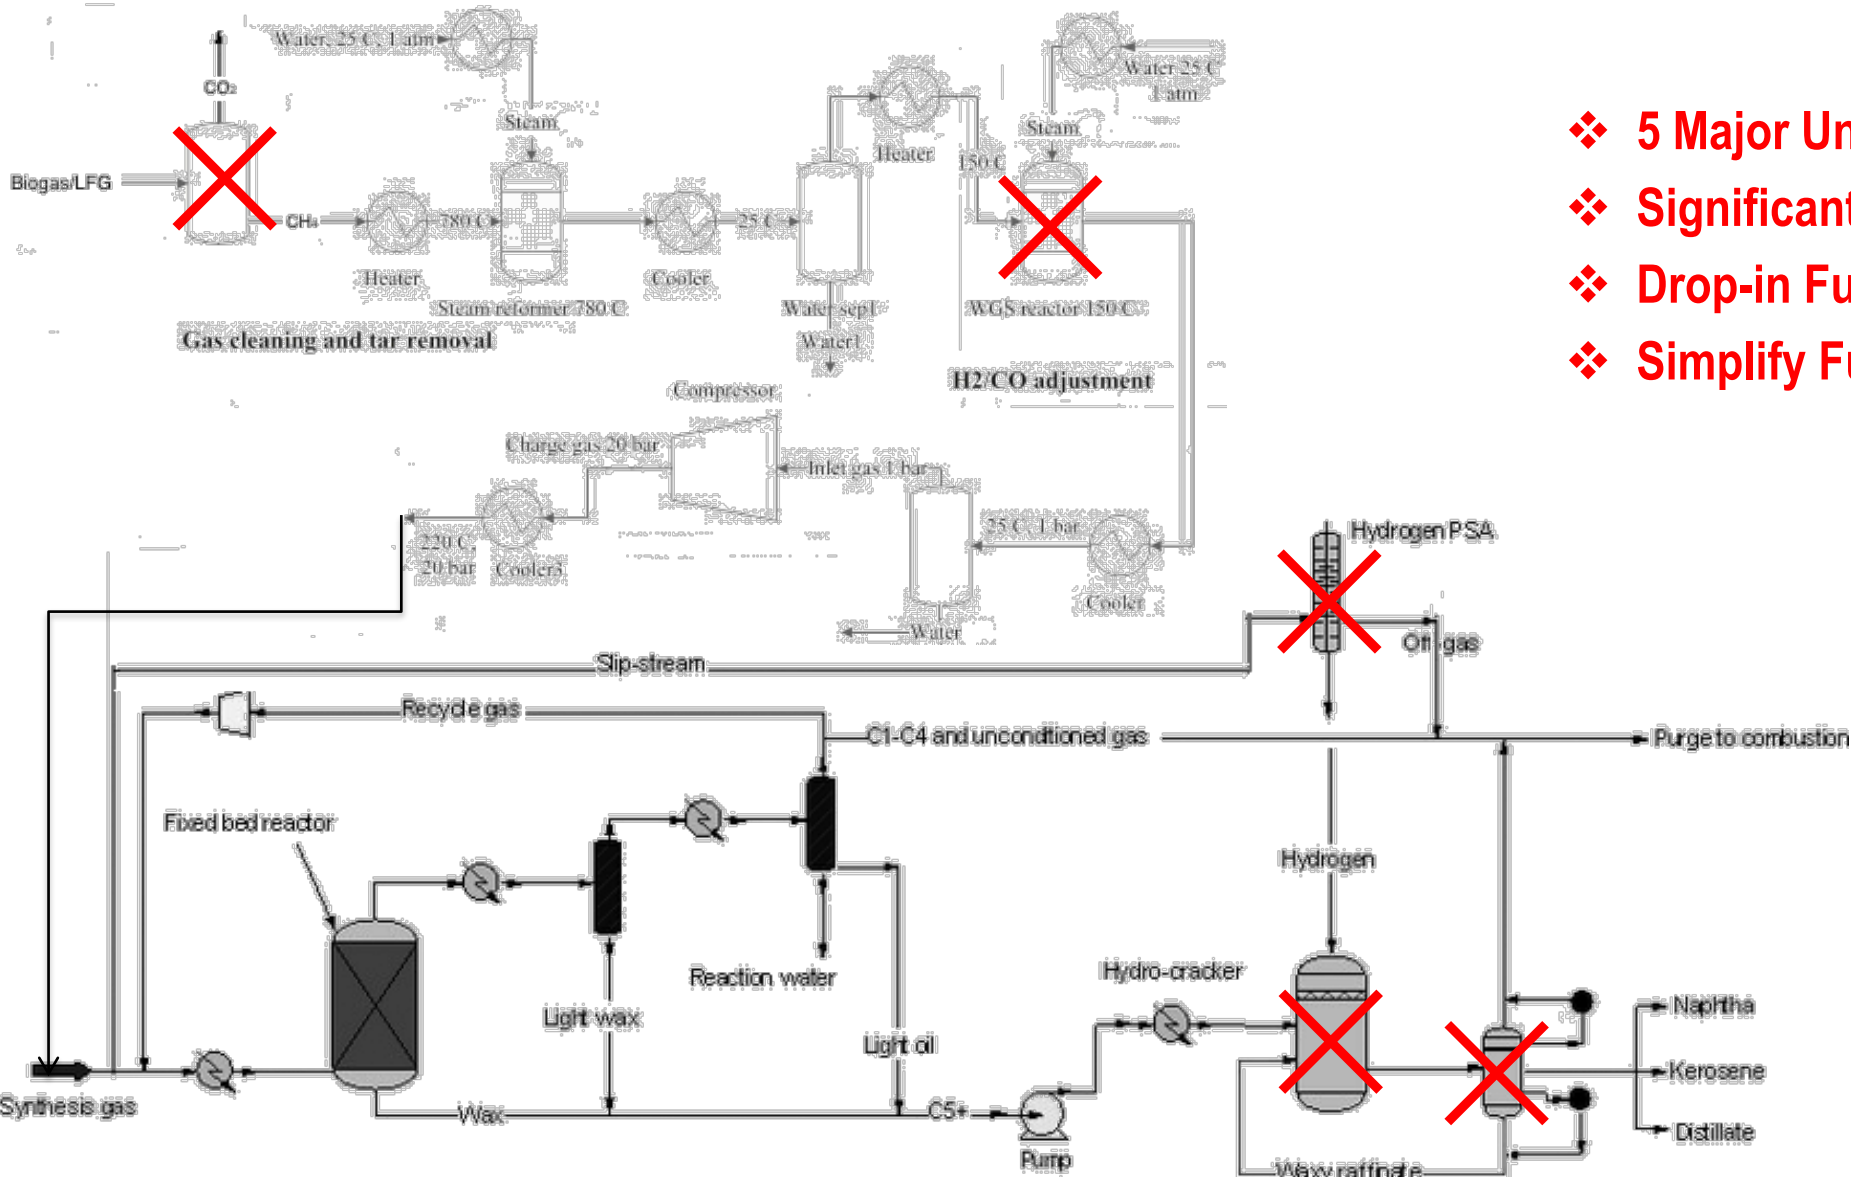 Water, 25 C, 1 atm
CO₂
Water 25 C
1 atm
❖ 5 Major Un
Steam
Steam
Heater
150 C
Biogas/LFG
❖ Significant
CH₄
780 C
25 C
Heater
Cooler
❖ Drop-in Fu
Steam reformer 780 C
Water sep1
WGS reactor 150 C
Gas cleaning and tar removal
Water1
❖ Simplify Fu
H2/CO adjustment
Compressor
Charge gas 20 bar
Inlet gas 1 bar
25 C, 1 bar
Hydrogen PSA
220 C,
20 bar
Cooler3
Cooler
Water
Off-gas
Slip-stream
Recycle gas
C1-C4 and unconditioned gas
Purge to combustion
Fixed bed reactor
Hydrogen
Reaction water
Hydro-cracker
Light wax
Naphtha
Light oil
Kerosene
Synthesis gas
Wax
C5+
Distillate
Pump
Waxy raffinate